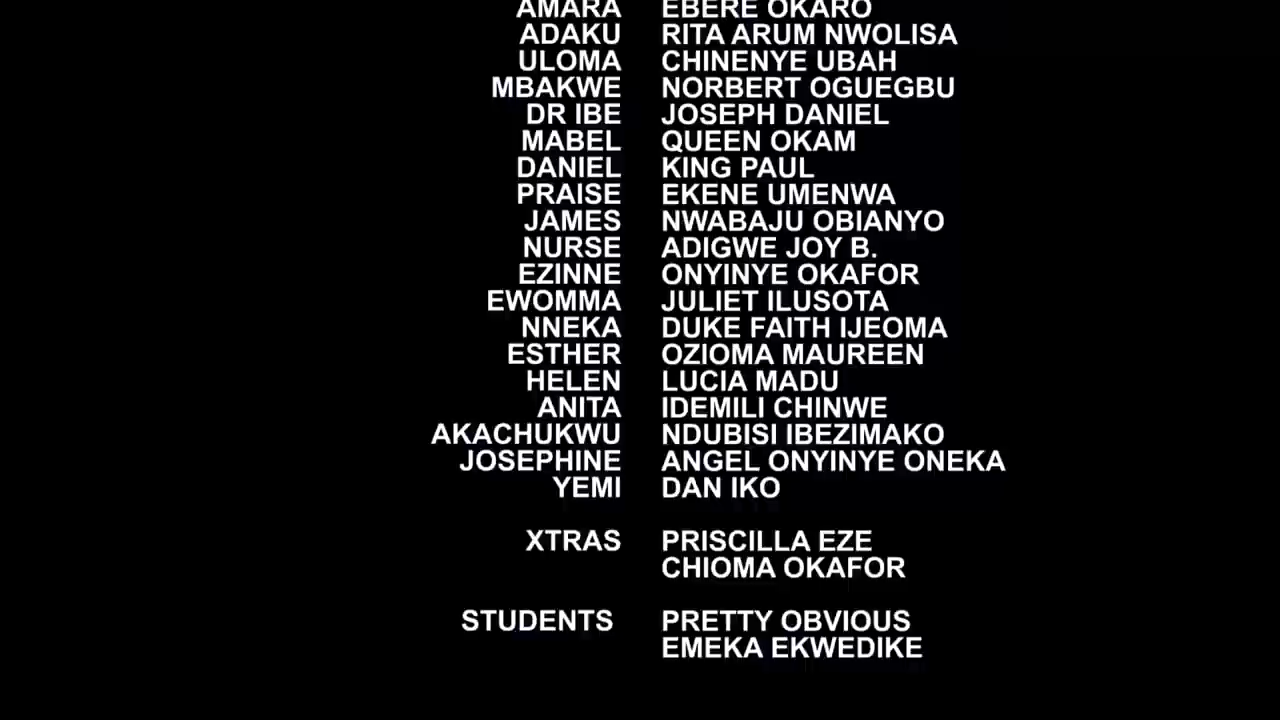 AMARA EBERE OKARO
ADAKU RITA ARUM NWOLISA
ULOMA CHINENYE UBAH
MBAKWE NORBERT OGUEGBU
DR IBE JOSEPH DANIEL
MABEL QUEEN OKAM
DANIEL KING PAUL
PRAISE EKENE UMENWA
JAMES NWABAJU OBIANYO
NURSE ADIGWE JOY B.
EZINNE ONYINYE OKAFOR
EWOMMA JULIET ILUSOTA
NNEKA DUKE FAITH IJEOMA
ESTHER OZIOMA MAUREEN
HELEN LUCIA MADU
ANITA IDEMILI CHINWE
AKACHUKWU NDUBISI IBEZIMAKO
JOSEPHINE ANGEL ONYINYE ONEKA
YEMI DAN IKO
XTRAS PRISCILLA EZE
CHIOMA OKAFOR
STUDENTS PRETTY OBVIOUS
EMEKA EKWEDIKE